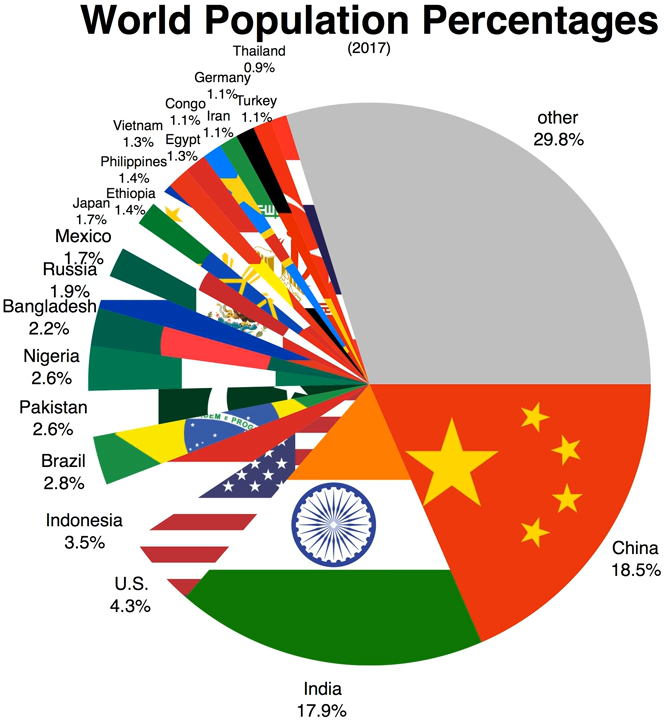 World Population Percentages
(2017)
Thailand
0.9%
Germany
1.1%
Turkey
1.1%
Congo
1.1%
Iran
1.1%
Vietnam
1.3%
Egypt
1.3%
Philippines
1.4%
Ethiopia
1.4%
Japan
1.7%
Mexico
1.7%
Russia
1.9%
Bangladesh
2.2%
Nigeria
2.6%
Pakistan
2.6%
Brazil
2.8%
Indonesia
3.5%
U.S.
4.3%
India
17.9%
China
18.5%
other
29.8%